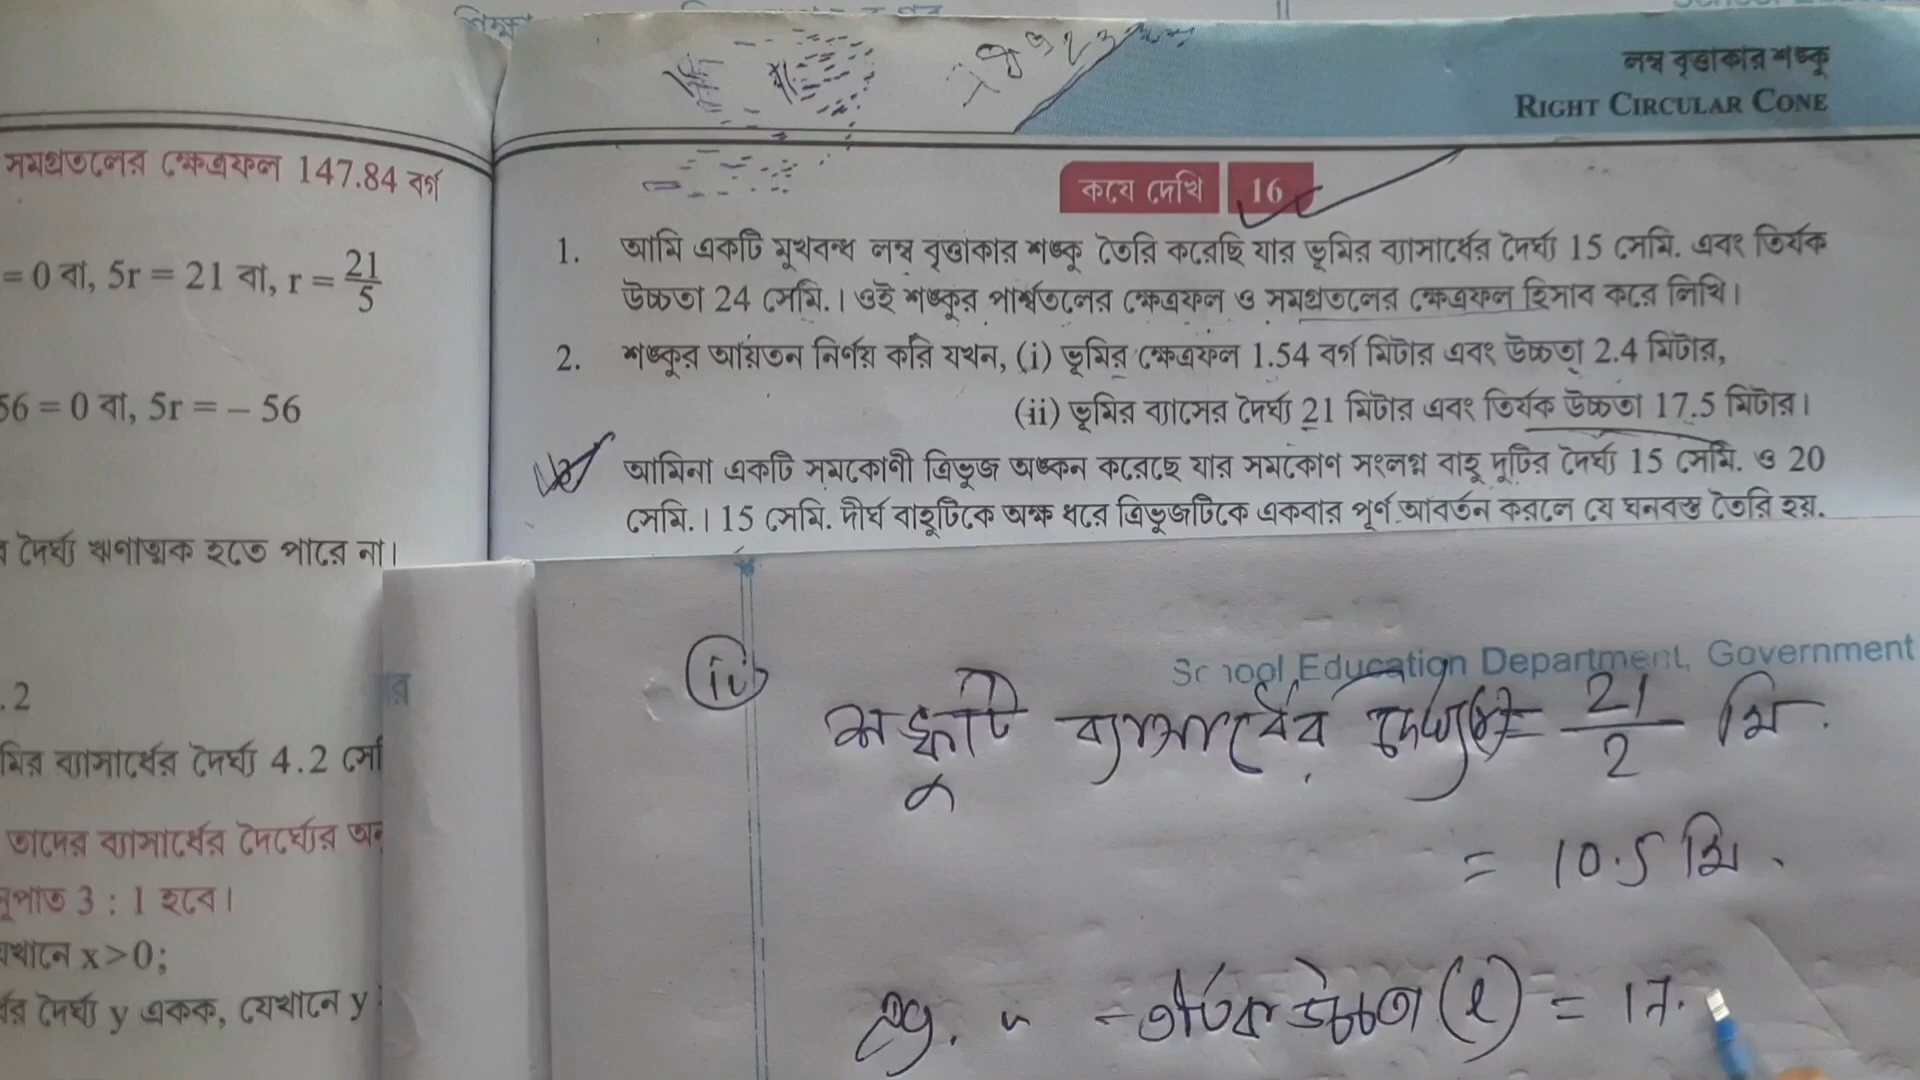 লম্ব বৃত্তাকার শঙ্কু
RIGHT CIRCULAR CONE
সমগ্রতলের ক্ষেত্রফল 147.84 বর্গ
= 0 বা, 5r = 21 বা, r = 21/5
56 = 0 বা, 5r = – 56
দৈর্ঘ্য ঋণাত্মক হতে পারে না।
.2
মির ব্যাসার্ধের দৈর্ঘ্য 4.2 সে
তাদের ব্যাসার্ধের দৈর্ঘ্যের
নুপাত 3 : 1 হবে।
যেখানে x>0;
দৈর্ঘ্য y একক, যেখানে y
কষে দেখি 16
1. আমি একটি মুখবন্ধ লম্ব বৃত্তাকার শঙ্কু তৈরি করেছি যার ভূমির ব্যাসার্ধের দৈর্ঘ্য 15 সেমি. এবং তির্যক
উচ্চতা 24 সেমি.। ওই শঙ্কুর পার্শ্বতলের ক্ষেত্রফল ও সমগ্রতলের ক্ষেত্রফল হিসাব করে লিখি।
2. শঙ্কুর আয়তন নির্ণয় করি যখন, (i) ভূমির ক্ষেত্রফল 1.54 বর্গ মিটার এবং উচ্চতা 2.4 মিটার,
(ii) ভূমির ব্যাসের দৈর্ঘ্য 21 মিটার এবং তির্যক উচ্চতা 17.5 মিটার।
আমিনা একটি সমকোণী ত্রিভুজ অঙ্কন করেছে যার সমকোণ সংলগ্ন বাহু দুটির দৈর্ঘ্য 15 সেমি. ও 20
সেমি.। 15 সেমি. দীর্ঘ বাহুটিকে অক্ষ ধরে ত্রিভুজটিকে একবার পূর্ণ আবর্তন করলে যে ঘনবস্তু তৈরি হয়
School Education Department, Government
(ii) শঙ্কুটির ব্যাসার্ধের দৈর্ঘ্য(r) = 21/2 মি.
= 10.5 মি.
" তীর্যক উচ্চতা (l) = 17.